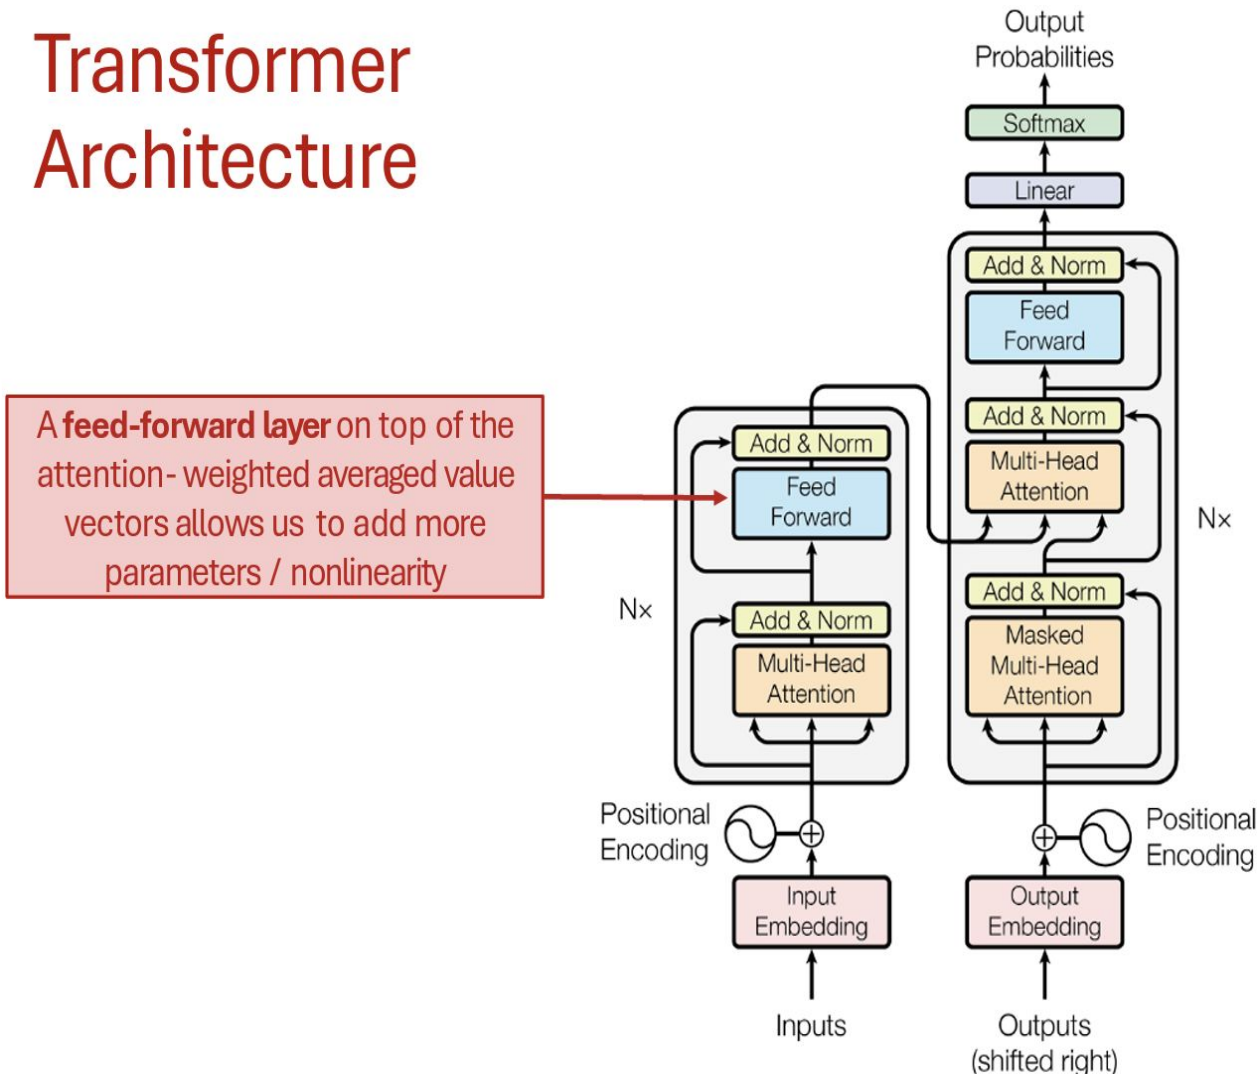 Transformer
Architecture
A feed-forward layer on top of the
attention- weighted averaged value
vectors allows us to add more
parameters / nonlinearity
Output
Probabilities
Softmax
Linear
Add & Norm
Feed
Forward
Add & Norm
Multi-Head
Attention
Nx
Add & Norm
Masked
Multi-Head
Attention
Add & Norm
Feed
Forward
Nx
Add & Norm
Multi-Head
Attention
Positional
Encoding
Positional
Encoding
Input
Embedding
Output
Embedding
Inputs
Outputs
(shifted right)